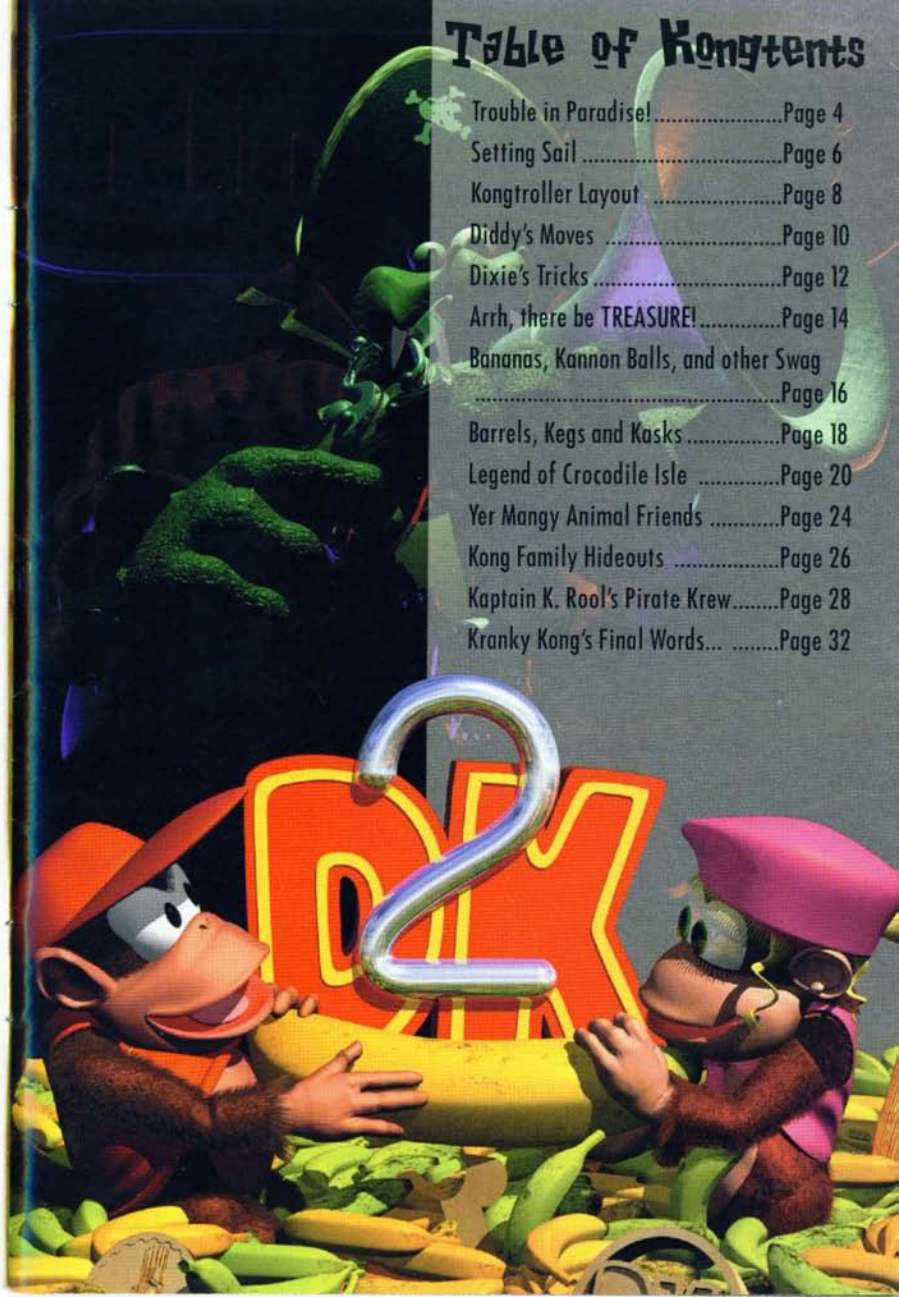 Table of Kongtents
Trouble in Paradise!......................Page 4
Setting Sail ..................................Page 6
Kongtroller Layout ......................Page 8
Diddy's Moves ..............................Page 10
Dixie's Tricks................................Page 12
Arrh, there be TREASURE!..............Page 14
Bananas, Kannon Balls, and other Swag
....................................................Page 16
Barrels, Kegs and Kasks ................Page 18
Legend of Crocodile Isle ..............Page 20
Yer Mangy Animal Friends ............Page 24
Kong Family Hideouts ..................Page 26
Kaptain K. Rool's Pirate Krew........Page 28
Kranky Kong's Final Words... ........Page 32
DK
2